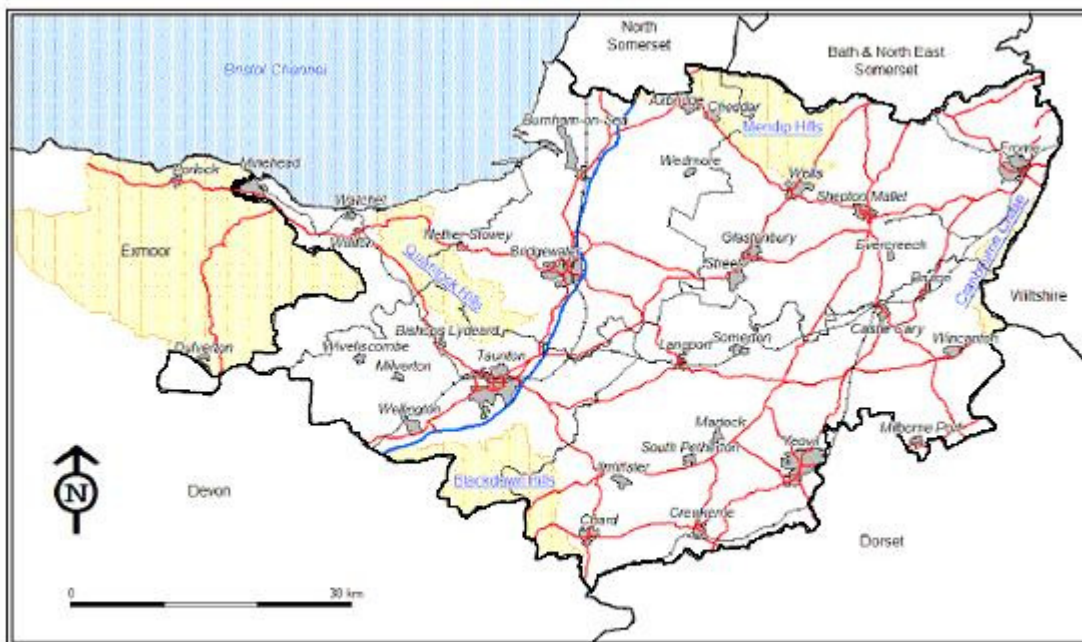 North
Somerset
Bath & North East
Somerset
Bristol Channel
Axbridge
Cheddar
Burnham-on-Sea
Mendip Hills
Frome
Porlock
Minehead
Wedmore
Wells
Watchet
Shepton Mallet
Nether Stowey
Glastonbury
Exmoor
Williton
Bridgewater
Evercreech
Street
Quantock Hills
Bruton
Cranborne Chase
Wiltshire
Bishops Lydeard
Castle Cary
Dulverton
Wiveliscombe
Taunton
Langport
Somerton
Wincanton
Milverton
Wellington
Martock
Milborne Port
South Petherton
Yeovil
N
Devon
Blackdown Hills
Ilminster
Chard
Crewkerne
Dorset
0
30 km